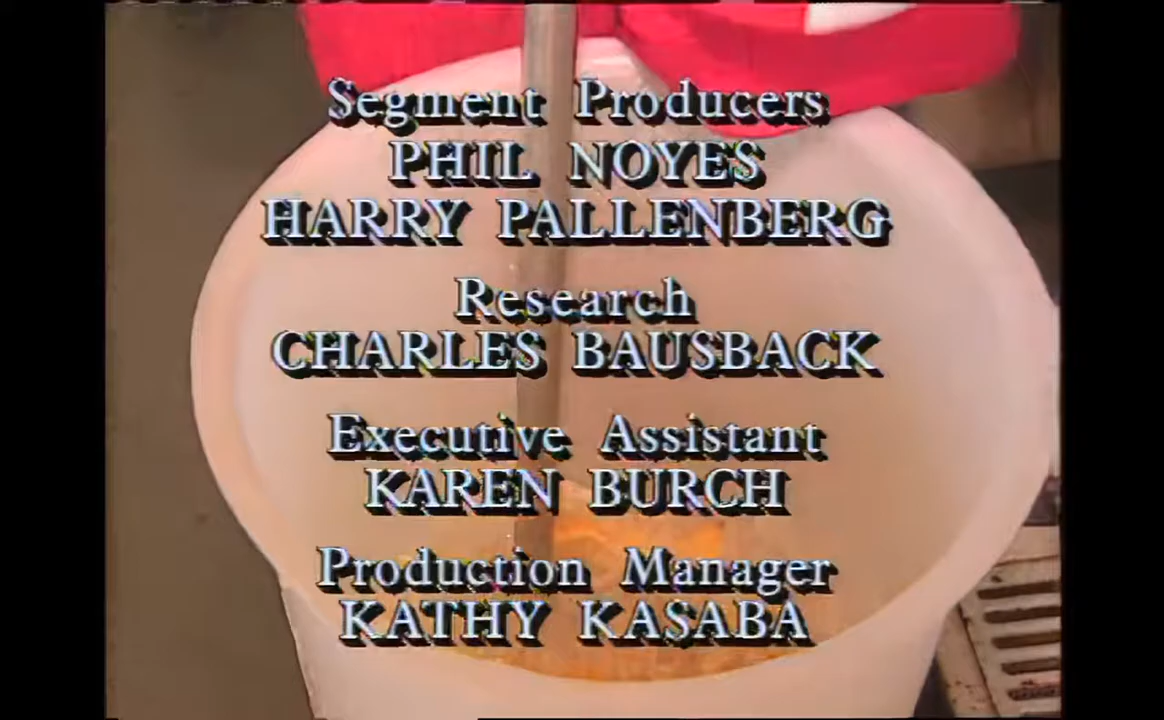 Segment Producers
PHIL NOYES
HARRY PALLENBERG
Research
CHARLES BAUSBACK
Executive Assistant
KAREN BURCH
Production Manager
KATHY KASABA